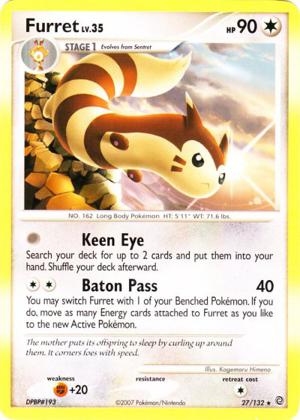 Furret LV.35 HP 90
STAGE 1 Evolves from Sentret
NO. 162 Long Body Pokémon HT: 5'11" WT: 71.6 lbs.
Keen Eye
Search your deck for up to 2 cards and put them into your
hand. Shuffle your deck afterward.
Baton Pass 40
You may switch Furret with 1 of your Benched Pokémon. If you
do, move as many Energy cards attached to Furret as you like
to the new Active Pokémon.
The mother puts its offspring to sleep by curling up around
them. It corners foes with speed.
Illus. Kagemaru Himeno
weakness resistance retreat cost
+20
DPBP#193 ©2007 Pokémon/Nintendo 27/132 ★